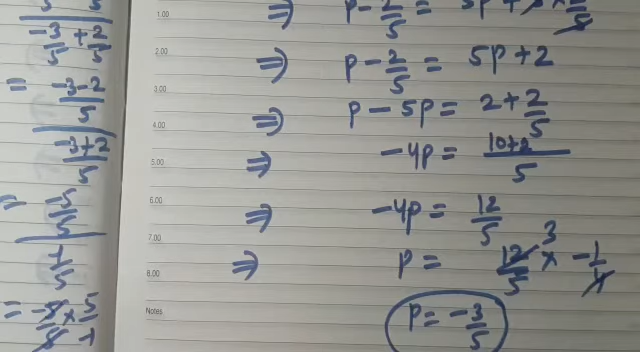 -3/5 + 2/5
= -3-2/5
-3+2/5
= -5/5
1/5
= -5/5 × 5/1
1.00
⇒ P - 2/5 = 5P +
2.00
⇒ P - 2/5 = 5P + 2
3.00
⇒ P - 5P = 2 + 2/5
4.00
⇒ -4P = 10+2/5
5.00
6.00
⇒ -4P = 12/5
7.00
⇒ P = 12/5 3 × -1/4
8.00
Notes
P = -3/5